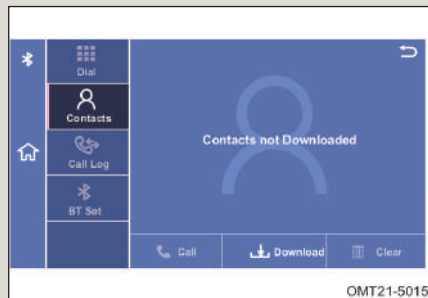 Dial
Contacts
Call Log
BT Set
Contacts not Downloaded
Call
Download
Clear
OMT21-5015